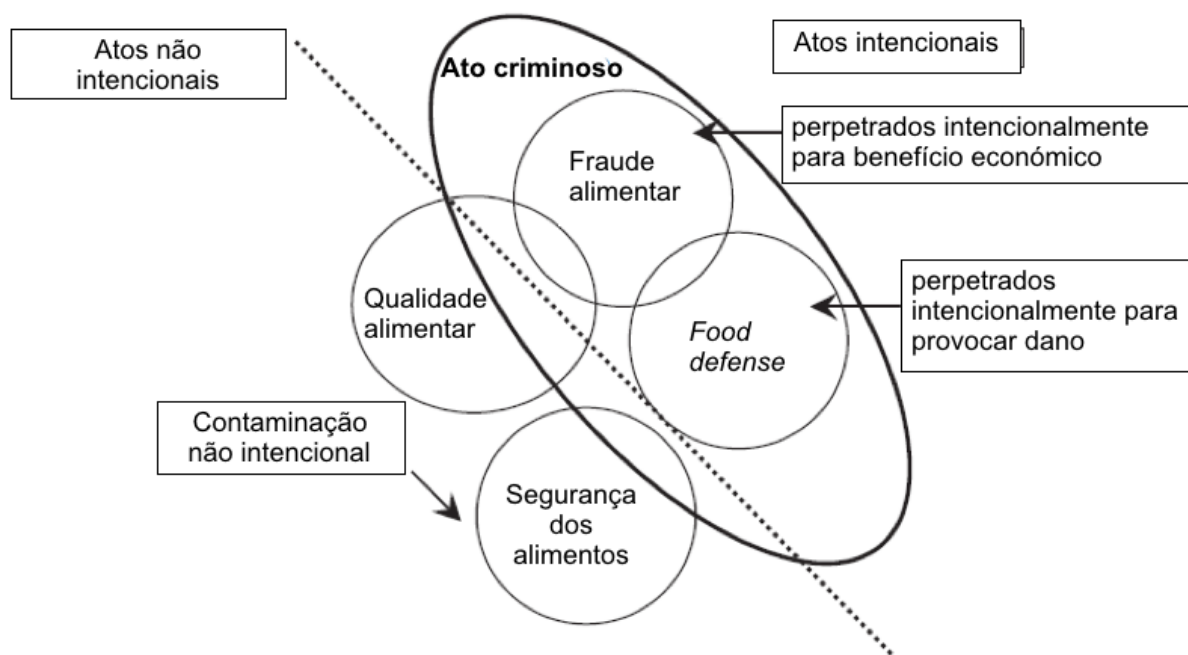 Atos não
intencionais
Ato criminoso
Atos intencionais
perpetrados intencionalmente
para benefício económico
Fraude
alimentar
Qualidade
alimentar
Food
defense
perpetrados
intencionalmente para
provocar dano
Contaminação
não intencional
Segurança
dos
alimentos